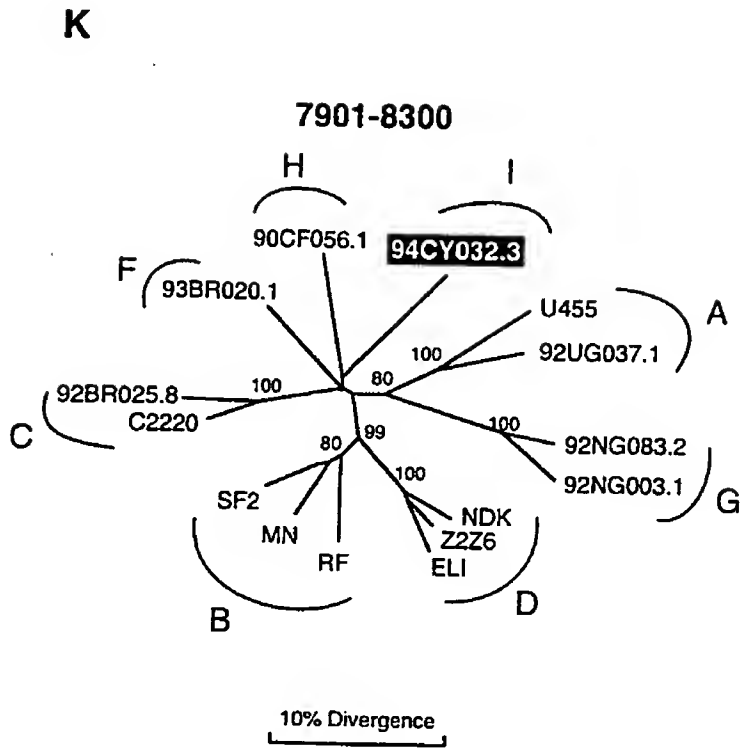 K
7901-8300
H
I
90CF056.1
94CY032.3
F
93BR020.1
U455
A
100
92UG037.1
80
92BR025.8
100
C2220
C
99
100
92NG083.2
80
92NG003.1
100
G
SF2
NDK
MN
Z2Z6
RF
ELI
B
D
10% Divergence